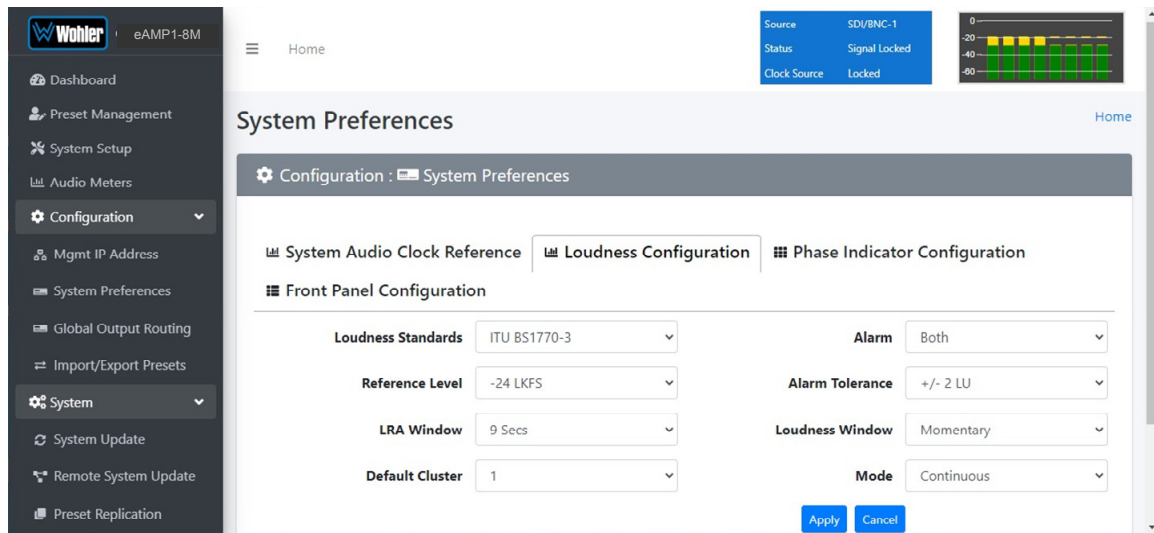 Wohler eAMP1-8M
Dashboard
Preset Management
System Setup
Audio Meters
Configuration
Mgmt IP Address
System Preferences
Global Output Routing
Import/Export Presets
System
System Update
Remote System Update
Preset Replication
Home
Source SDI/BNC-1
Status Signal Locked
Clock Source Locked
0
-20
-40
-60
System Preferences
Home
Configuration : System Preferences
System Audio Clock Reference Loudness Configuration Phase Indicator Configuration
Front Panel Configuration
Loudness Standards ITU BS1770-3 Alarm Both
Reference Level -24 LKFS Alarm Tolerance +/- 2 LU
LRA Window 9 Secs Loudness Window Momentary
Default Cluster 1 Mode Continuous
Apply Cancel